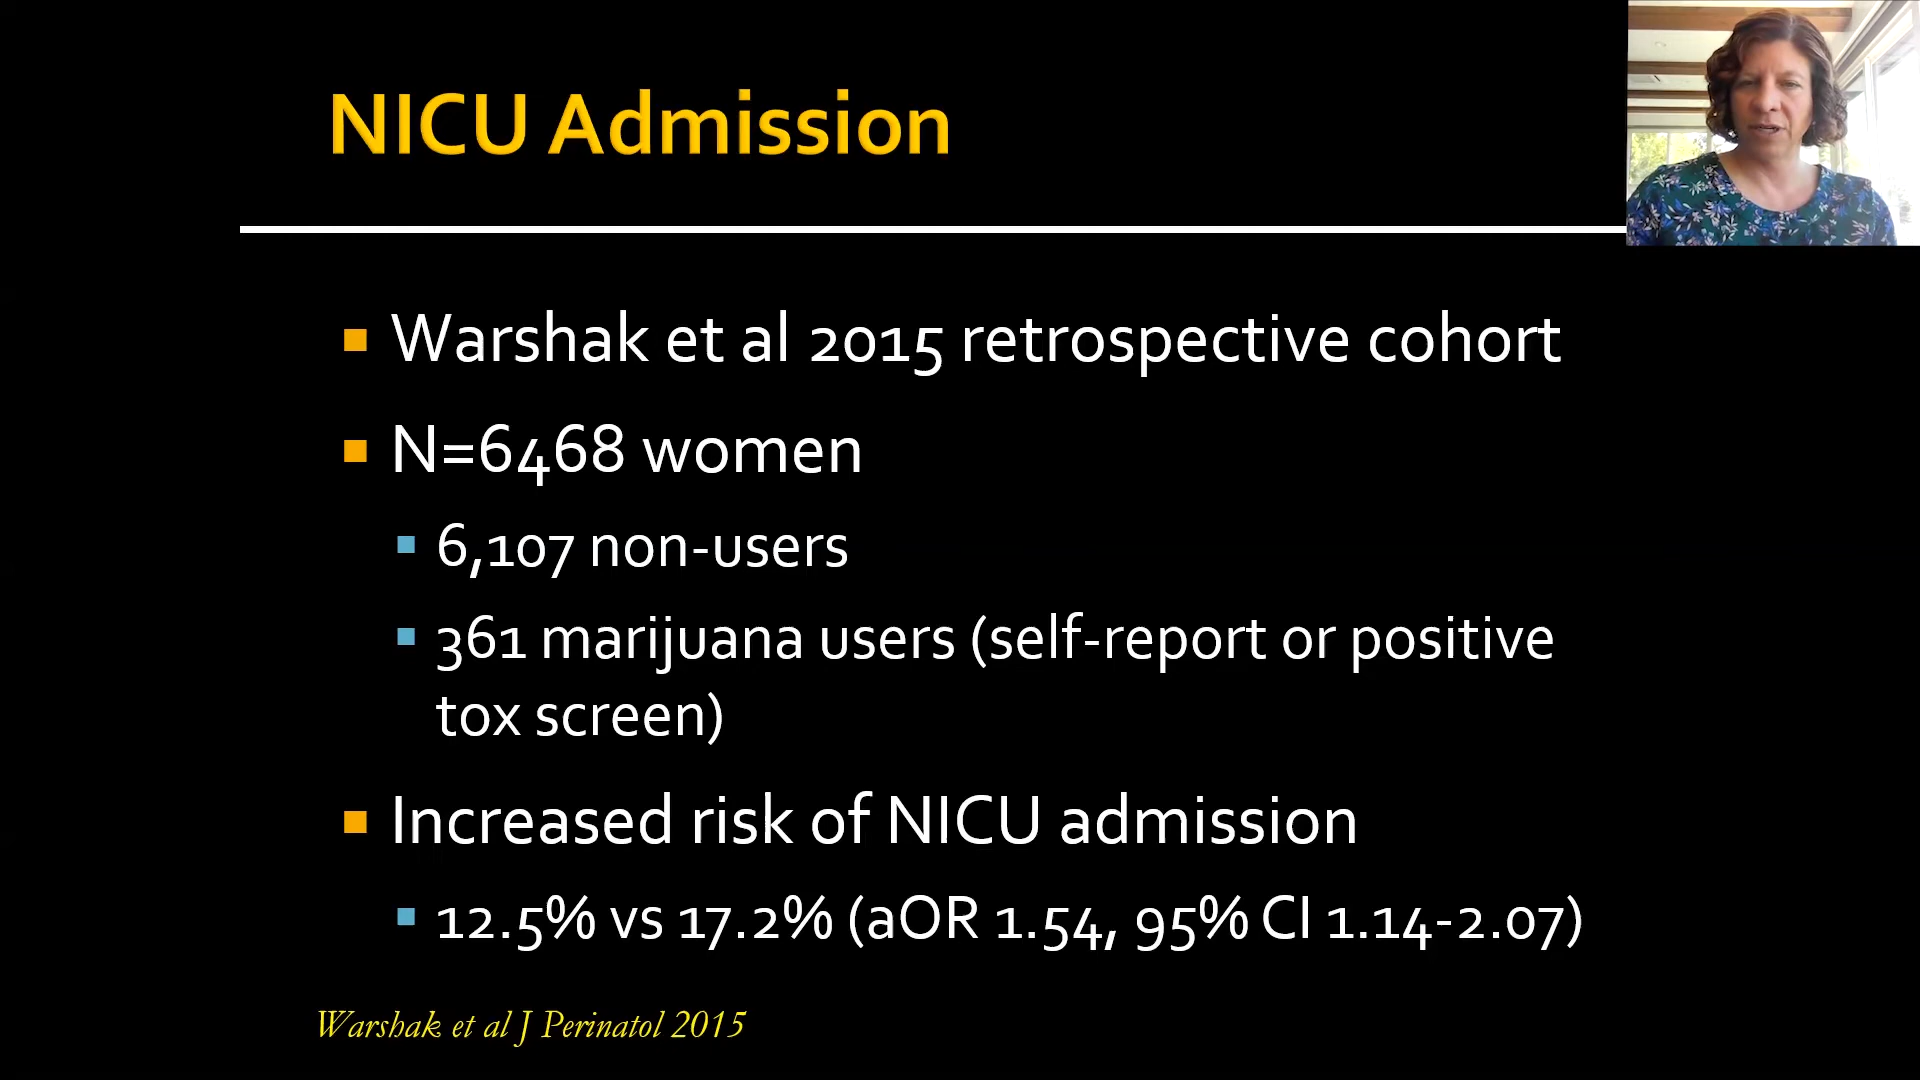 NICU Admission
Warshak et al 2015 retrospective cohort
N=6468 women
6,107 non-users
361 marijuana users (self-report or positive
tox screen)
Increased risk of NICU admission
12.5% vs 17.2% (aOR 1.54, 95% CI 1.14-2.07)
Warshak et al J Perinatol 2015